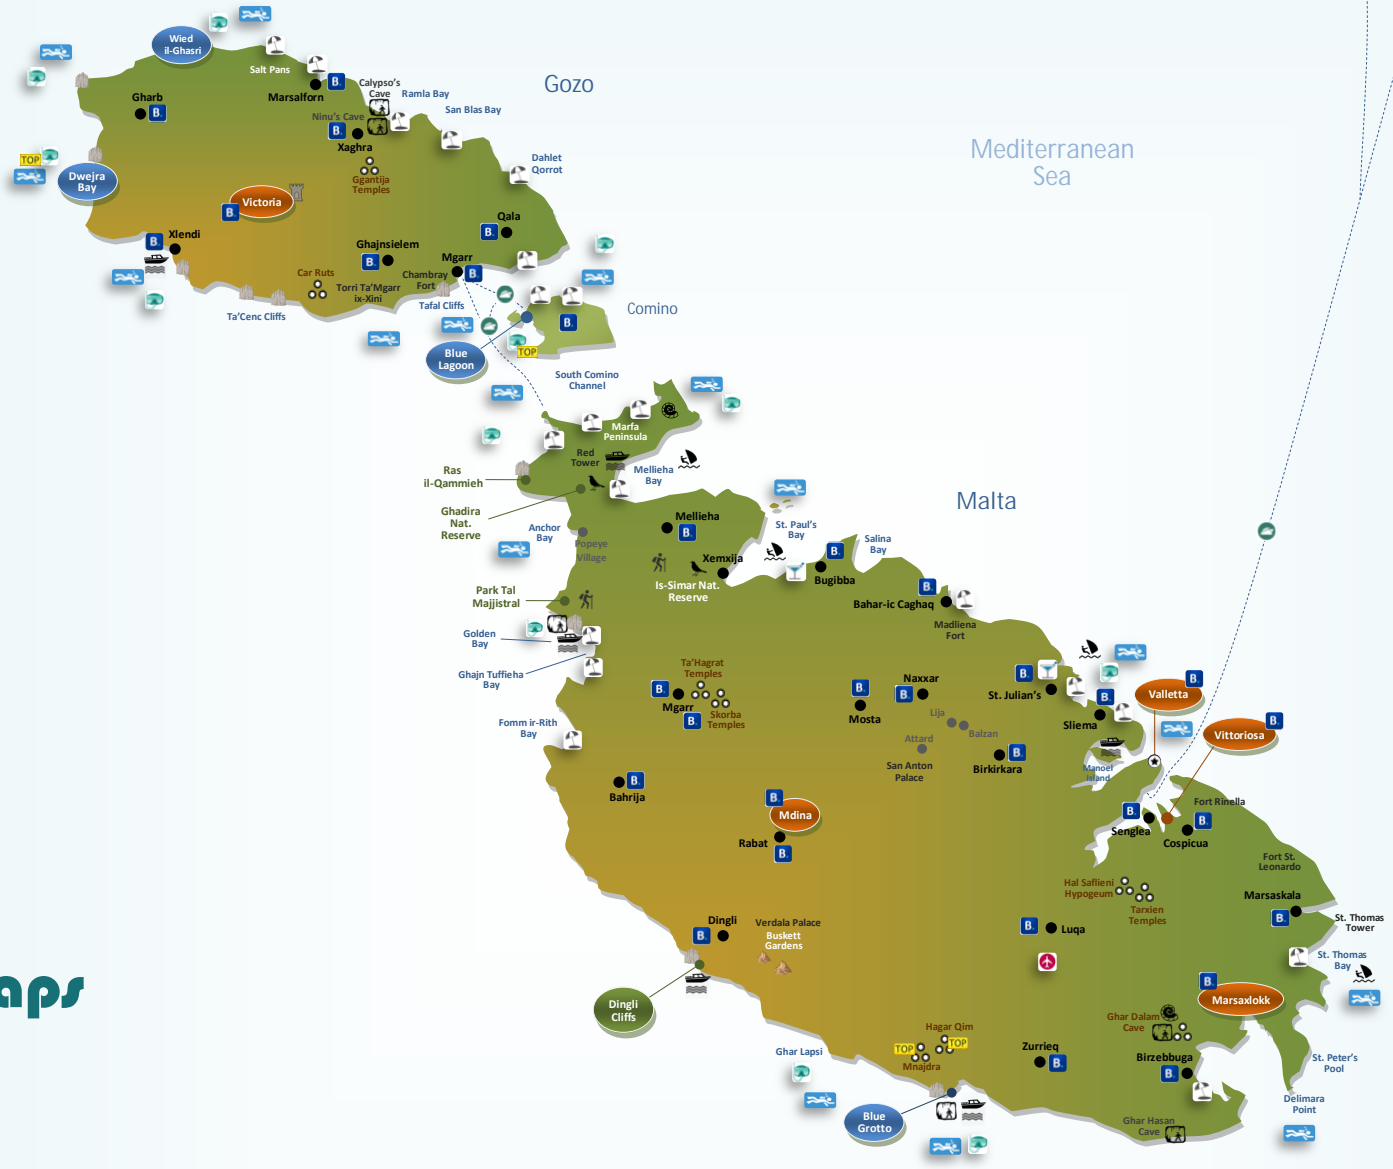 Wied
il-Ghasri
Salt Pans
Gozo
Calypso's
Cave
Ramla Bay
San Blas Bay
Gharb
B.
Marsalforn
B.
Ninu's Cave
B.
Xaghra
Mediterranean
Sea
TOP
Dwejra
Bay
Dahlet
Qorrot
Ggantija
Temples
Victoria
B.
Qala
B.
Xlendi
B.
Ghajnsielem
B.
Mgarr
B.
Chambray
Fort
Car Ruts
Torri Ta'Mgarr
ix-Xini
Tafal Cliffs
Ta'Cenc Cliffs
Comino
B.
Blue
Lagoon
TOP
South Comino
Channel
Marfa
Peninsula
Red
Tower
Mellieha
Bay
Ras
il-Qammieh
Ghadira
Nat.
Reserve
Malta
Anchor
Bay
Popeye
Village
Mellieha
B.
St. Paul's
Bay
Salina
Bay
B.
Xemxija
Bugibba
Is-Simar Nat.
Reserve
Park Tal
Majjistral
B.
Bahar-ic Caghaq
Madliena
Fort
Golden
Bay
Ghajn Tuffieha
Bay
Ta'Hagrat
Temples
B.
Mgarr
B.
Skorba
Temples
B.
Mosta
Naxxar
B.
B.
St. Julian's
B.
Sliema
Valletta
B.
Vittoriosa
B.
Fomm ir-Rith
Bay
Lija
Balzan
Attard
San Anton
Palace
Birkirkara
B.
Manoel
Island
Bahrija
B.
B.
Mdina
Rabat
B.
Fort Rinella
B.
Senglea
B.
Cospicua
Fort St.
Leonardo
Hal Saflieni
Hypogeum
Tarxien
Temples
Marsaskala
B.
St. Thomas
Tower
Dingli
B.
Verdala Palace
Buskett
Gardens
B.
Luqa
St. Thomas
Bay
aps
Dingli
Cliffs
B.
Marsaxlokk
Ghar Dalam
Cave
Hagar Qim
TOP
TOP
Mnajdra
Ghar Lapsi
Zurrieq
B.
Birzebbuga
B.
St. Peter's
Pool
Delimara
Point
Blue
Grotto
Ghar Hasan
Cave